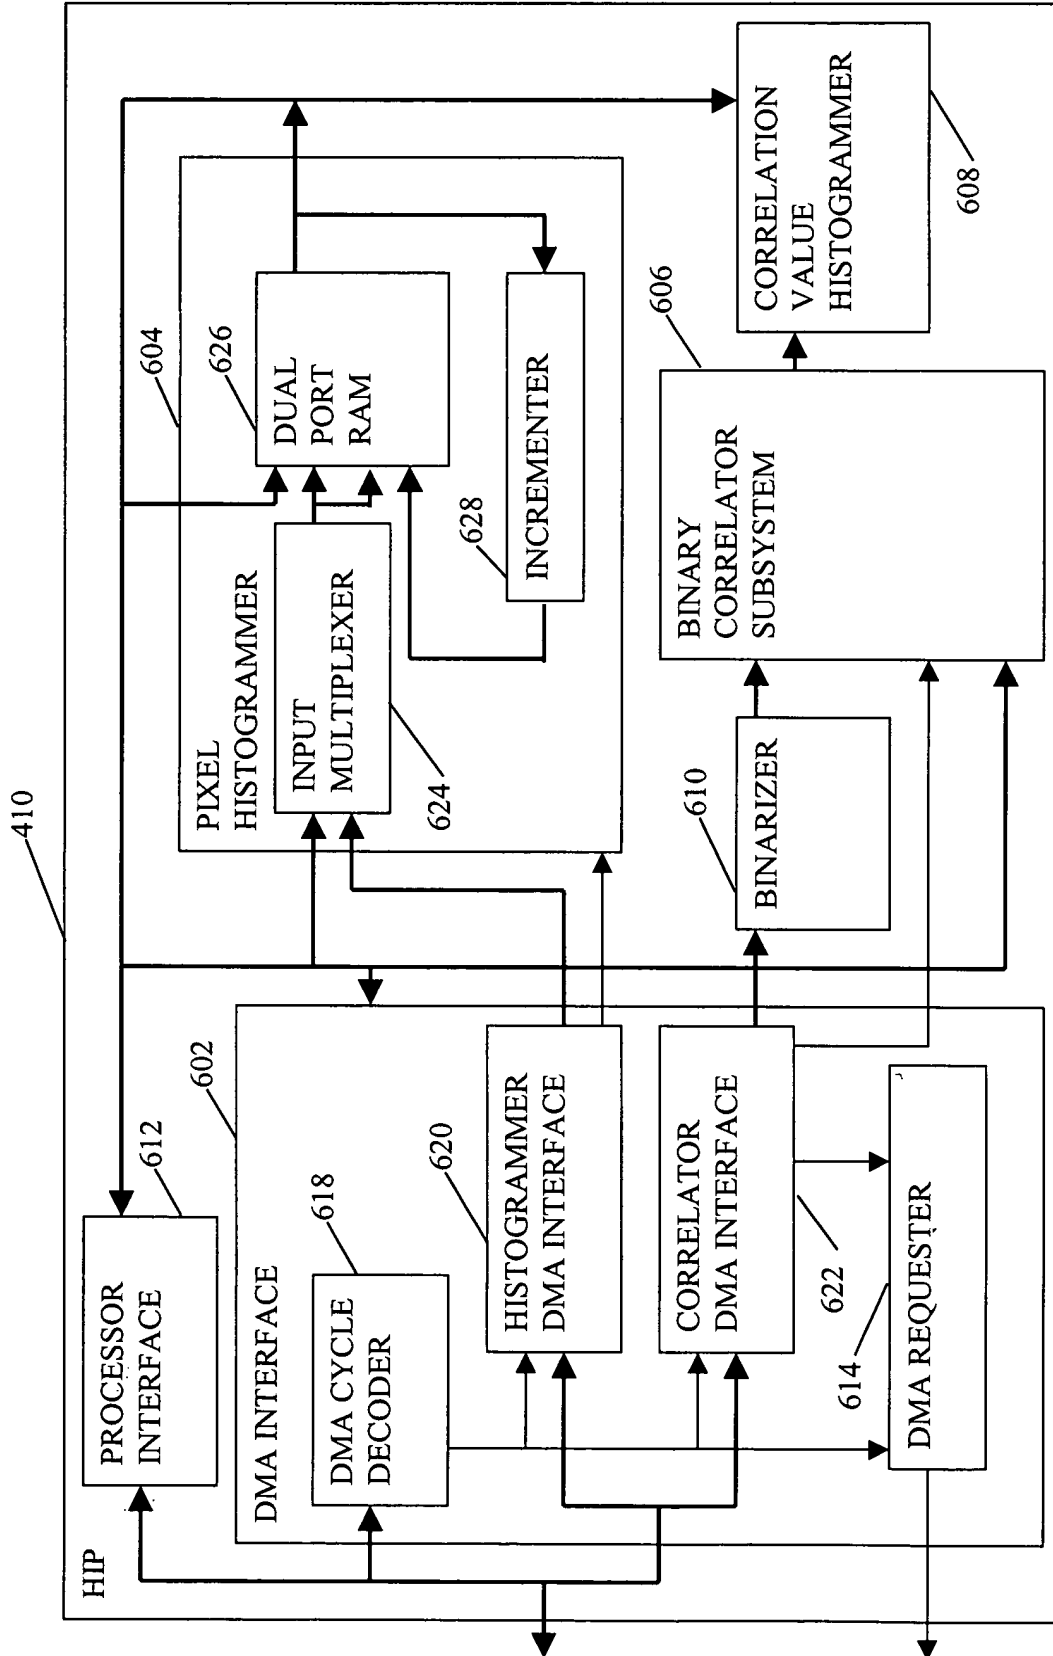 410
HIP
PROCESSOR
INTERFACE
612
DMA INTERFACE
602
DMA CYCLE
DECODER
618
HISTOGRAMMER
DMA INTERFACE
620
CORRELATOR
DMA INTERFACE
622
614
DMA REQUESTER
PIXEL
HISTOGRAMMER
604
INPUT
MULTIPLEXER
624
DUAL
PORT
RAM
626
INCREMENTER
628
BINARIZER
610
BINARY
CORRELATOR
SUBSYSTEM
606
CORRELATION
VALUE
HISTOGRAMMER
608